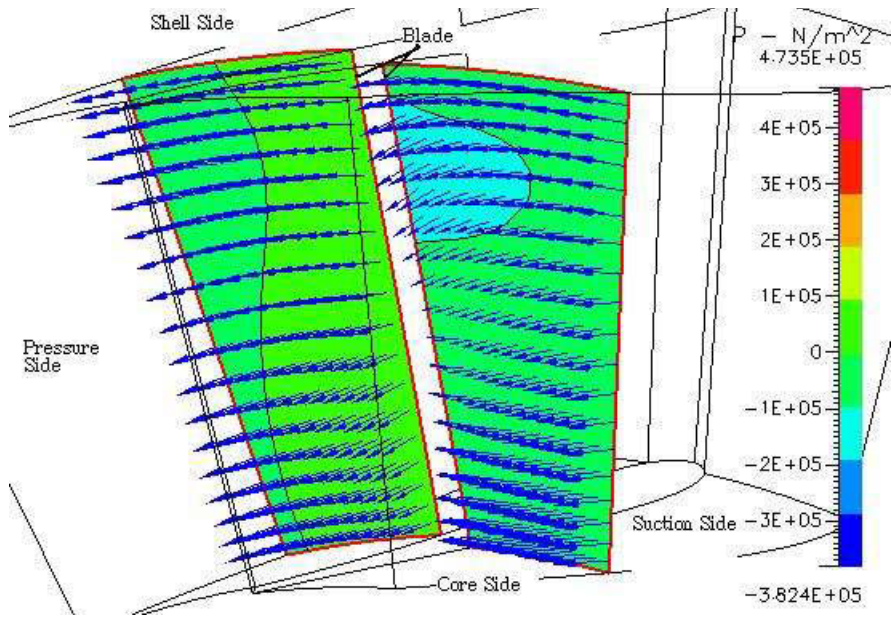 Shell Side
Blade
P - N/m^2
4.735E+05
4E+05
3E+05
2E+05
1E+05
0
-1E+05
-2E+05
-3E+05
-3.824E+05
Pressure
Side
Suction Side
Core Side